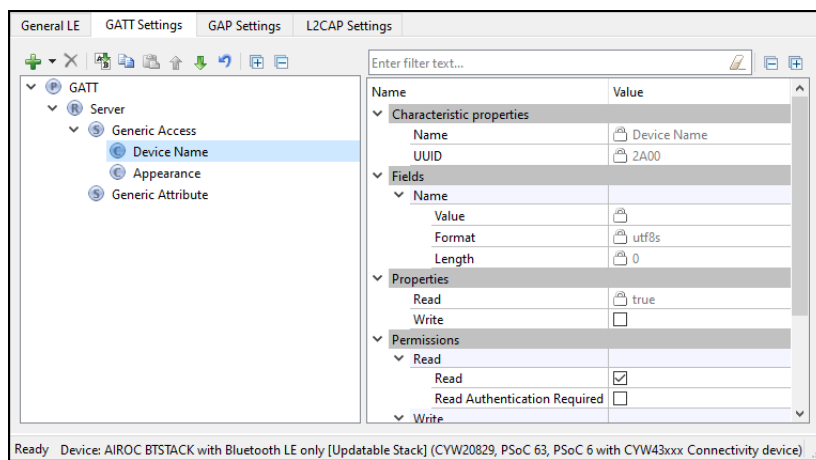 General LE GATT Settings GAP Settings L2CAP Settings
Enter filter text...
P GATT
R Server
S Generic Access
C Device Name
C Appearance
S Generic Attribute
Name Value
Characteristic properties
Name Device Name
UUID 2A00
Fields
Name
Value
Format utf8s
Length 0
Properties
Read true
Write
Permissions
Read
Read
Read Authentication Required
Write
Ready Device: AIROC BTSTACK with Bluetooth LE only [Updatable Stack] (CYW20829, PSoC 63, PSoC 6 with CYW43xxx Connectivity device)